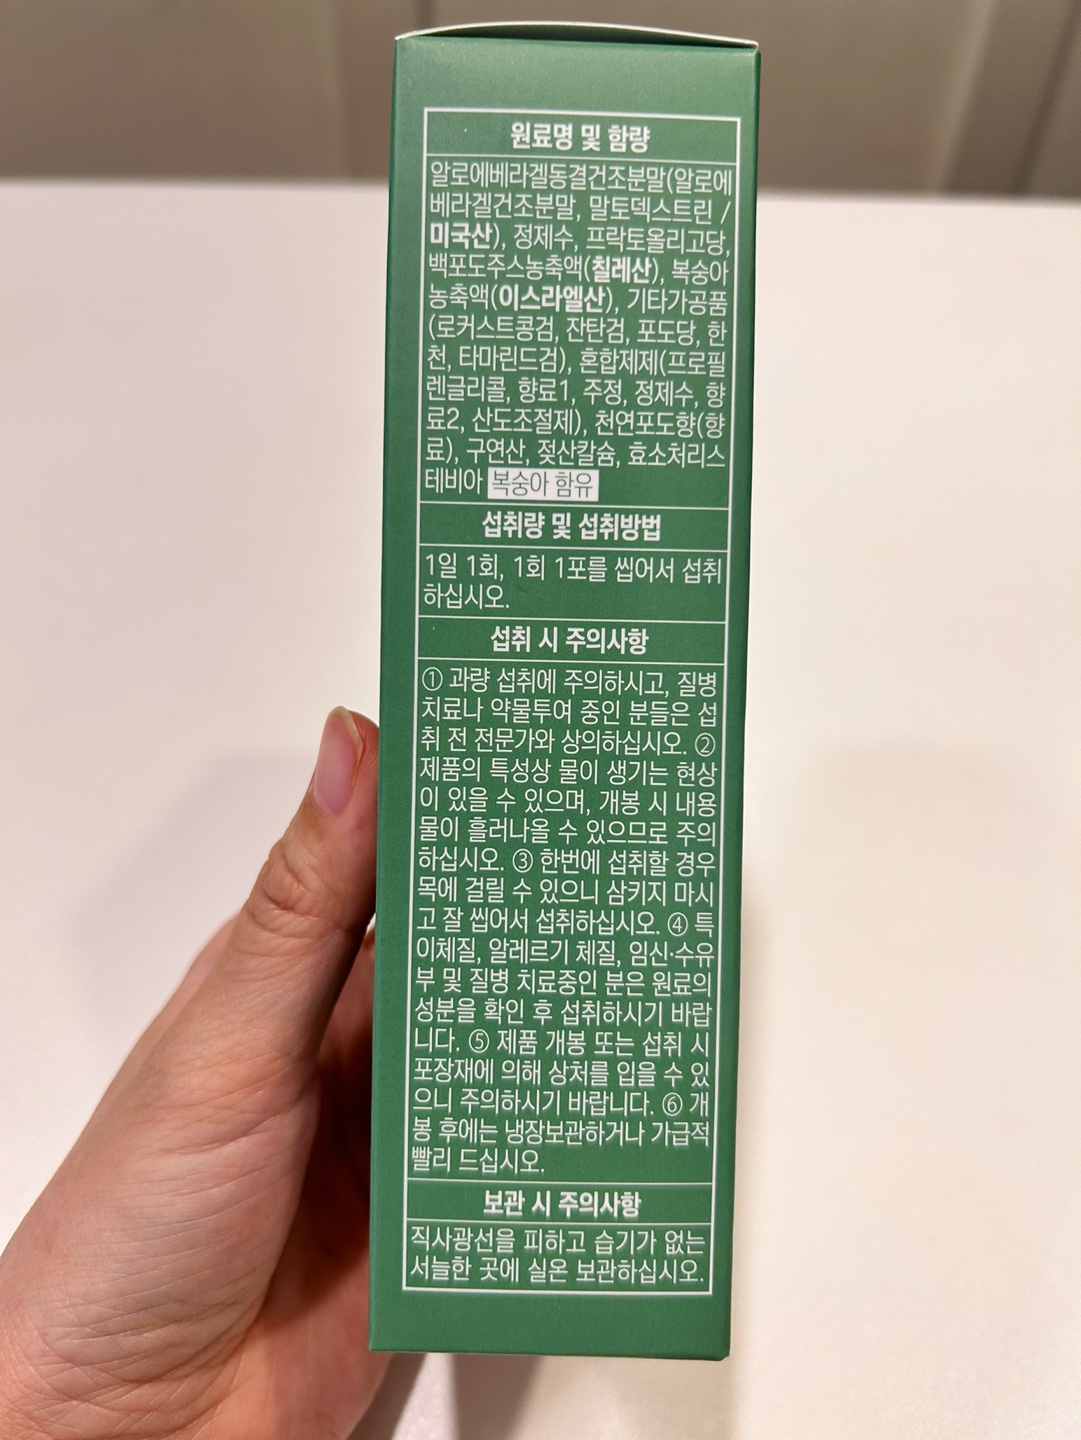 원료명 및 함량
알로에베라겔동결건조분말(알로에
베라겔건조분말, 말토덱스트린 /
미국산), 정제수, 프락토올리고당,
백포도주스농축액(칠레산), 복숭아
농축액(이스라엘산), 기타가공품
(로커스트콩검, 잔탄검, 포도당, 한
천, 타마린드검), 혼합제제(프로필
렌글리콜, 향료1, 주정, 정제수, 향
료2, 산도조절제), 천연포도향(향
료), 구연산, 젖산칼슘, 효소처리스
테비아 복숭아 함유
섭취량 및 섭취방법
1일 1회, 1회 1포를 씹어서 섭취
하십시오.
섭취 시 주의사항
① 과량 섭취에 주의하시고, 질병
치료나 약물투여 중인 분들은 섭
취 전 전문가와 상의하십시오. ②
제품의 특성상 물이 생기는 현상
이 있을 수 있으며, 개봉 시 내용
물이 흘러나올 수 있으므로 주의
하십시오. ③ 한번에 섭취할 경우
목에 걸릴 수 있으니 삼키지 마시
고 잘 씹어서 섭취하십시오. ④ 특
이체질, 알레르기 체질, 임신·수유
부 및 질병 치료중인 분은 원료의
성분을 확인 후 섭취하시기 바랍
니다. ⑤ 제품 개봉 또는 섭취 시
포장재에 의해 상처를 입을 수 있
으니 주의하시기 바랍니다. ⑥ 개
봉 후에는 냉장보관하거나 가급적
빨리 드십시오.
보관 시 주의사항
직사광선을 피하고 습기가 없는
서늘한 곳에 실온 보관하십시오.